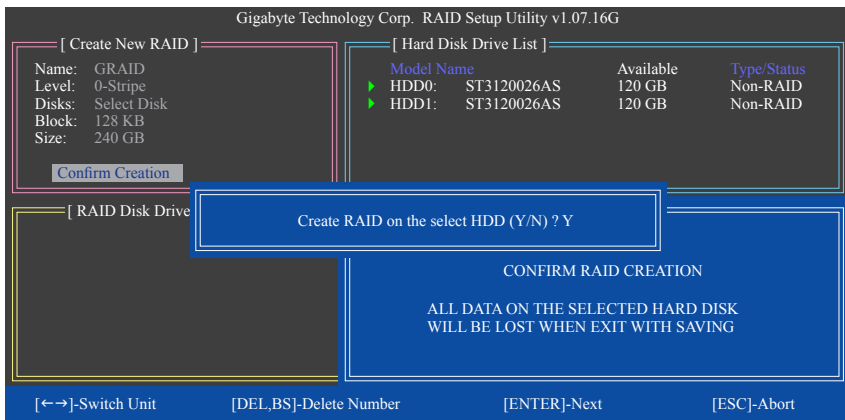 Gigabyte Technology Corp. RAID Setup Utility v1.07.16G
[ Create New RAID ]
Name: GRAID
Level: 0-Stripe
Disks: Select Disk
Block: 128 KB
Size: 240 GB
Confirm Creation
[ Hard Disk Drive List ]
Model Name Available Type/Status
HDD0: ST3120026AS 120 GB Non-RAID
HDD1: ST3120026AS 120 GB Non-RAID
[ RAID Disk Drive
Create RAID on the select HDD (Y/N) ? Y
CONFIRM RAID CREATION
ALL DATA ON THE SELECTED HARD DISK
WILL BE LOST WHEN EXIT WITH SAVING
[←→]-Switch Unit [DEL,BS]-Delete Number [ENTER]-Next [ESC]-Abort